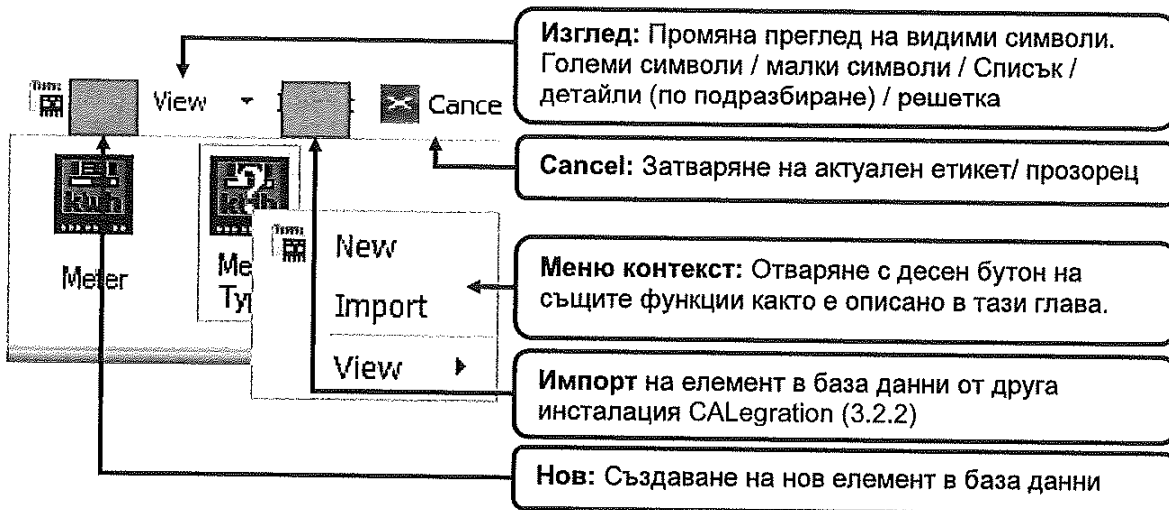 Изглед: Промяна преглед на видими символи.
Големи символи / малки символи / Списък /
детайли (по подразбиране) / решетка
View
Cance
Cancel: Затваряне на актуален етикет/ прозорец
kwh
Meter
New
Import
View
Меню контекст: Отваряне с десен бутон на
същите функции както е описано в тази глава.
Импорт на елемент в база данни от друга
инсталация CALegration (3.2.2)
Нов: Създаване на нов елемент в база данни